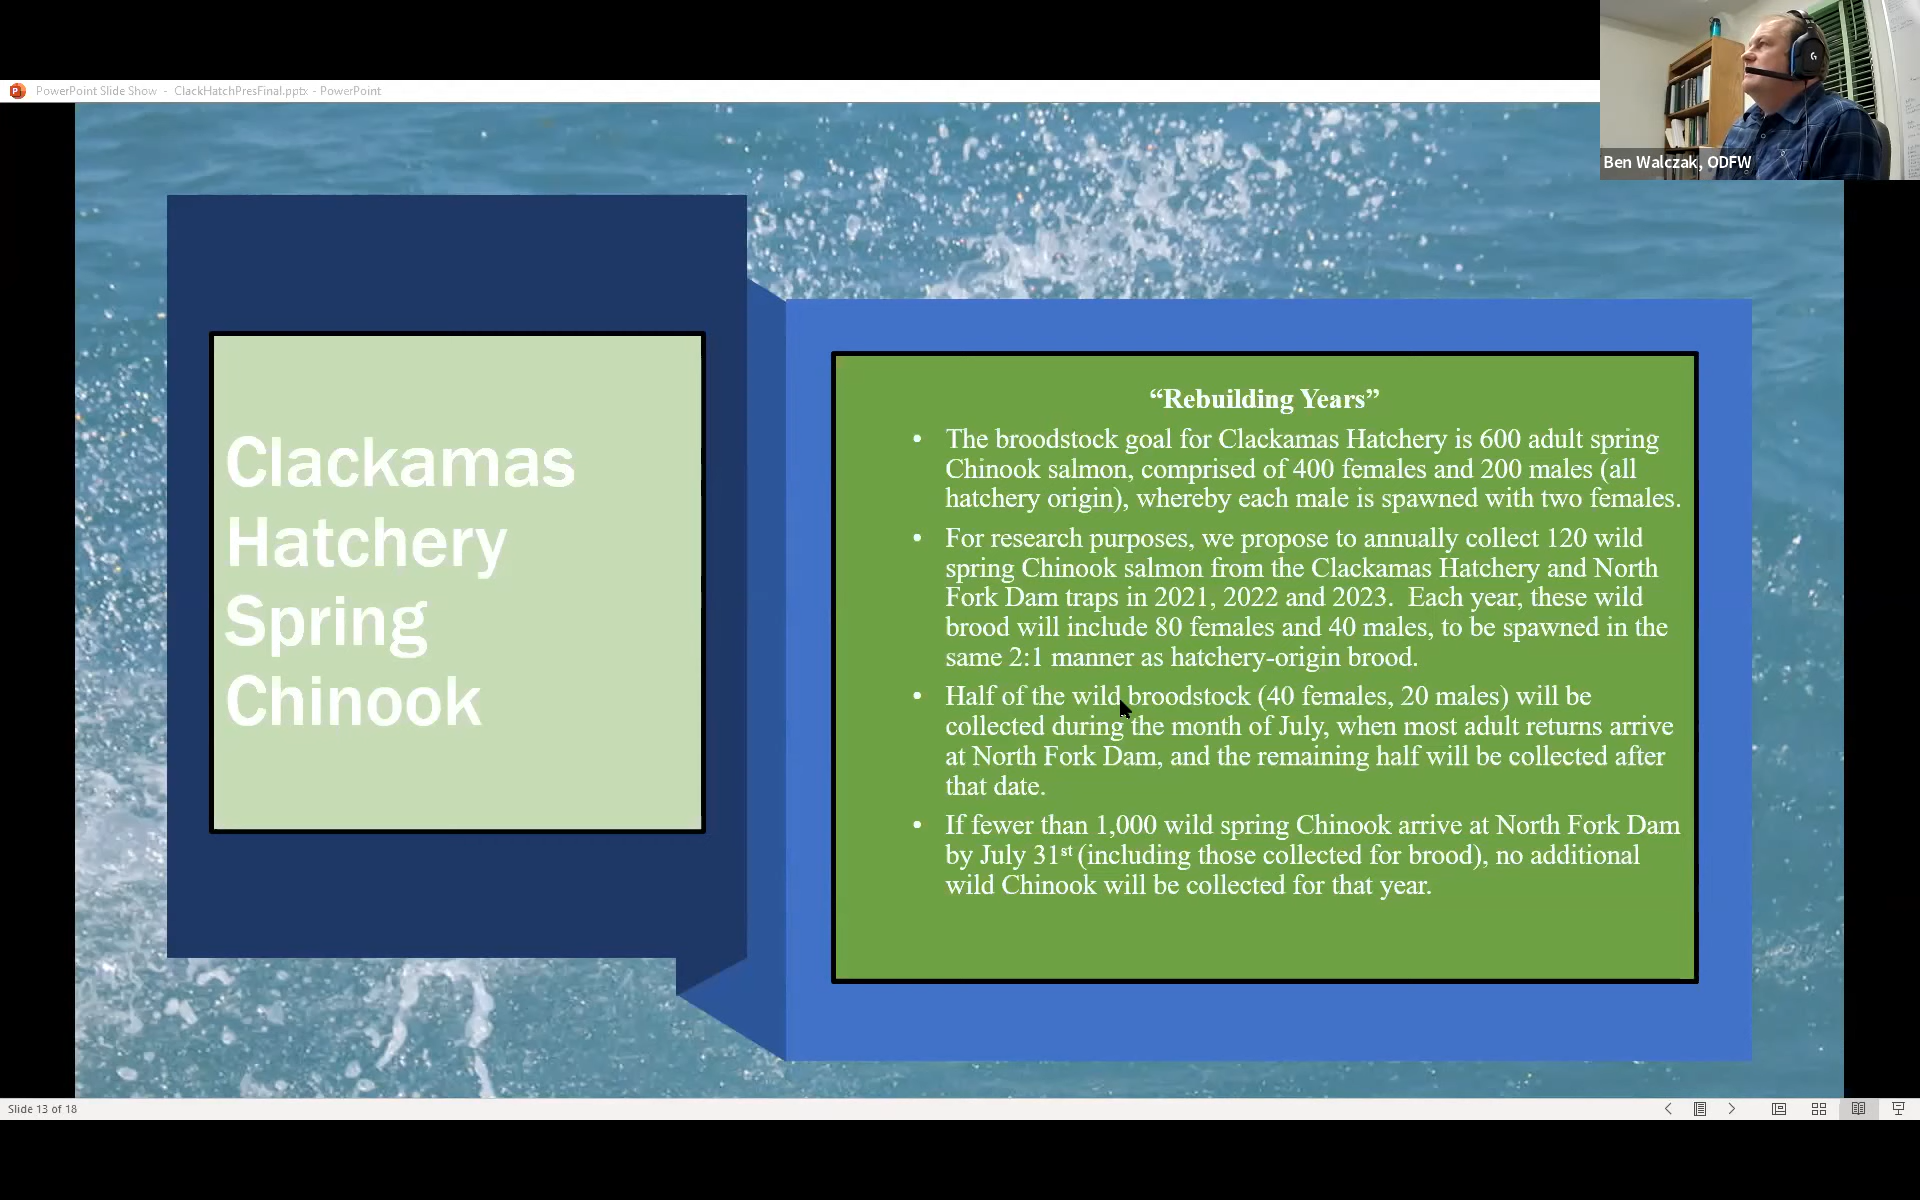 PowerPoint Slide Show - ClackHatchPresFinal.pptx - PowerPoint
Ben Walczak, ODFW
Clackamas
Hatchery
Spring
Chinook
“Rebuilding Years”
• The broodstock goal for Clackamas Hatchery is 600 adult spring
Chinook salmon, comprised of 400 females and 200 males (all
hatchery origin), whereby each male is spawned with two females.
• For research purposes, we propose to annually collect 120 wild
spring Chinook salmon from the Clackamas Hatchery and North
Fork Dam traps in 2021, 2022 and 2023.  Each year, these wild
brood will include 80 females and 40 males, to be spawned in the
same 2:1 manner as hatchery-origin brood.
• Half of the wild broodstock (40 females, 20 males) will be
collected during the month of July, when most adult returns arrive
at North Fork Dam, and the remaining half will be collected after
that date.
• If fewer than 1,000 wild spring Chinook arrive at North Fork Dam
by July 31st (including those collected for brood), no additional
wild Chinook will be collected for that year.
Slide 13 of 18